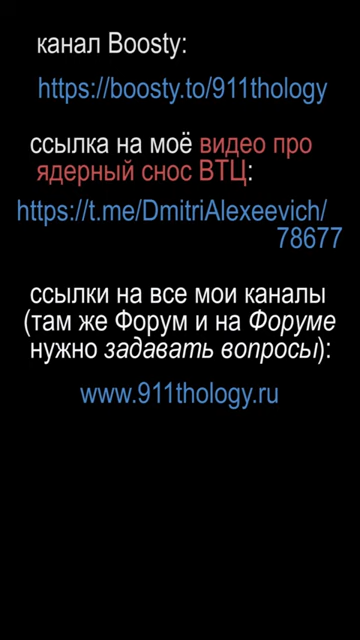 канал Boosty:
https://boosty.to/911thology
ссылка на моё видео про
ядерный снос ВТЦ:
https://t.me/DmitriAlexeevich/
78677
ссылки на все мои каналы
(там же Форум и на Форуме
нужно задавать вопросы):
www.911thology.ru